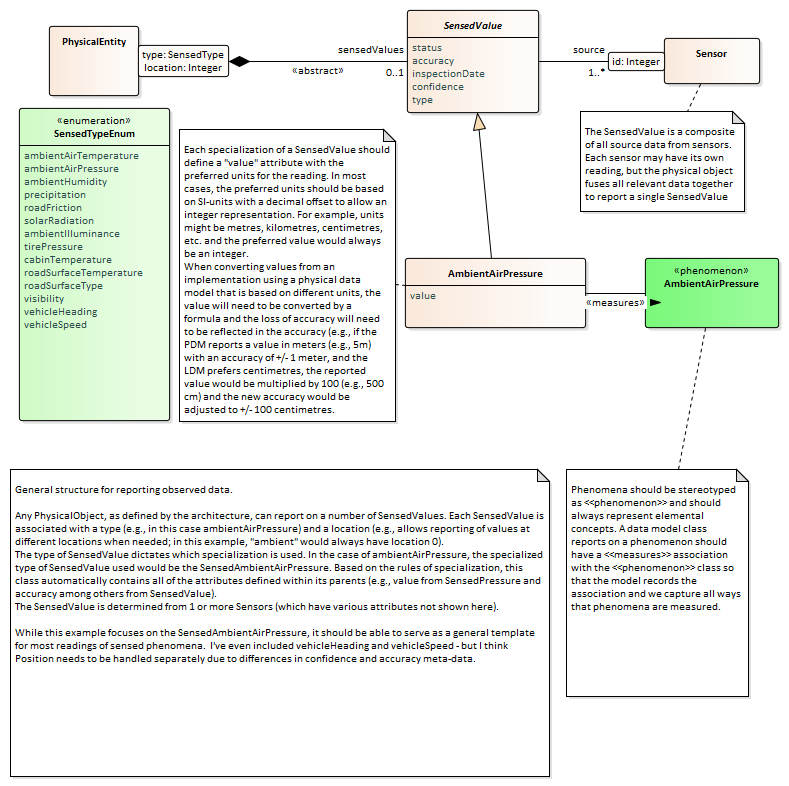 PhysicalEntity
type: SensedType
location: Integer
sensedValues
«abstract»
0..1
SensedValue
status
accuracy
inspectionDate
confidence
type
source
1..*
id: Integer
Sensor
«enumeration»
SensedTypeEnum
ambientAirTemperature
ambientAirPressure
ambientHumidity
precipitation
roadFriction
solarRadiation
ambientIlluminance
tirePressure
cabinTemperature
roadSurfaceTemperature
roadSurfaceType
visibility
vehicleHeading
vehicleSpeed
Each specialization of a SensedValue should
define a "value" attribute with the
preferred units for the reading. In most
cases, the preferred units should be based
on SI-units with a decimal offset to allow an
integer representation. For example, units
might be metres, kilometres, centimetres,
etc. and the preferred value would always
be an integer.
When converting values from an
implementation using a physical data
model that is based on different units, the
value will need to be converted by a
formula and the loss of accuracy will need
to be reflected in the accuracy (e.g., if the
PDM reports a value in meters (e.g., 5m)
with an accuracy of +/- 1 meter, and the
LDM prefers centimetres, the reported
value would be multiplied by 100 (e.g., 500
cm) and the new accuracy would be
adjusted to +/- 100 centimetres.
The SensedValue is a composite
of all source data from sensors.
Each sensor may have its own
reading, but the physical object
fuses all relevant data together
to report a single SensedValue
AmbientAirPressure
value
«measures»
«phenomenon»
AmbientAirPressure
General structure for reporting observed data.
Any PhysicalObject, as defined by the architecture, can report on a number of SensedValues. Each SensedValue is
associated with a type (e.g., in this case ambientAirPressure) and a location (e.g., allows reporting of values at
different locations when needed; in this example, "ambient" would always have location 0).
The type of SensedValue dictates which specialization is used. In the case of ambientAirPressure, the specialized
type of SensedValue used would be the SensedAmbientAirPressure. Based on the rules of specialization, this
class automatically contains all of the attributes defined within its parents (e.g., value from SensedPressure and
accuracy among others from SensedValue).
The SensedValue is determined from 1 or more Sensors (which have various attributes not shown here).
While this example focuses on the SensedAmbientAirPressure, it should be able to serve as a general template
for most readings of sensed phenomena. I've even included vehicleHeading and vehicleSpeed - but I think
Position needs to be handled separately due to differences in confidence and accuracy meta-data.
Phenomena should be stereotyped
as <<phenomenon>> and should
always represent elemental
concepts. A data model class
reports on a phenomenon should
have a <<measures>> association
with the <<phenomenon>> class so
that the model records the
association and we capture all ways
that phenomena are measured.